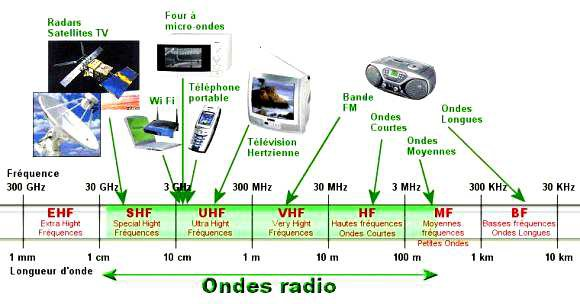 Radars
Satellites TV
Four à
micro-ondes
Wi Fi
Téléphone
portable
Télévision
Hertzienne
Bande
FM
Ondes
Courtes
Ondes
Moyennes
Ondes
Longues
Fréquence
300 GHz 30 GHz 3 GHz 300 MHz 30 MHz 3 MHz 300 KHz 30 KHz
EHF SHF UHF VHF HF MF BF
Extra Hight
Fréquences
Special Hight
Fréquences
Ultra Hight
Fréquences
Very Hight
Fréquences
Hautes fréquences
Ondes Courtes
Moyennes
fréquences
Petites Ondes
Basses fréquences
Ondes Longues
1 mm 1 cm 10 cm 1 m 10 m 100 m 1 km 10 km
Longueur d'onde
Ondes radio